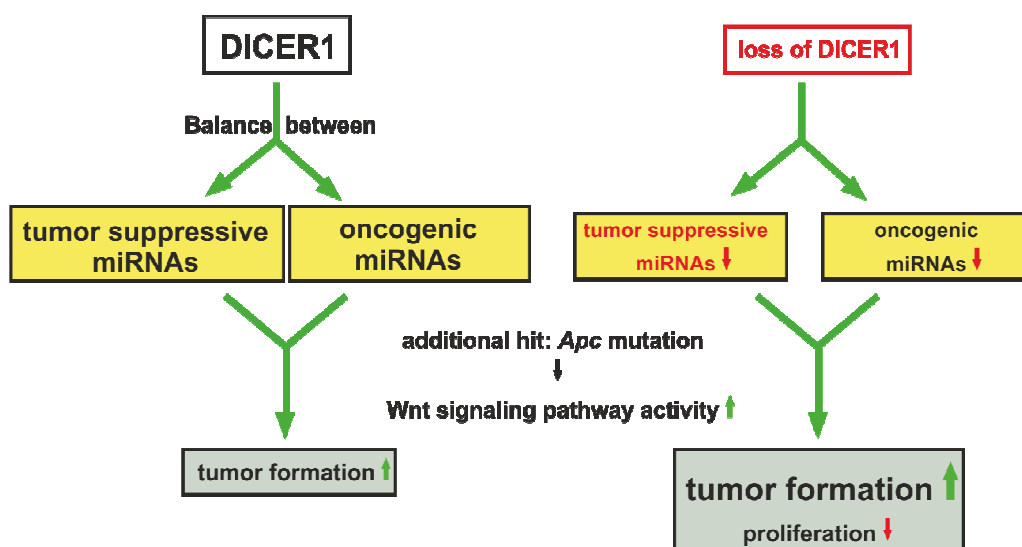 DICER1
Balance between
tumor suppressive
miRNAs
oncogenic
miRNAs
tumor formation
loss of DICER1
tumor suppressive
miRNAs
oncogenic
miRNAs
additional hit: Apc mutation
Wnt signaling pathway activity
tumor formation
proliferation